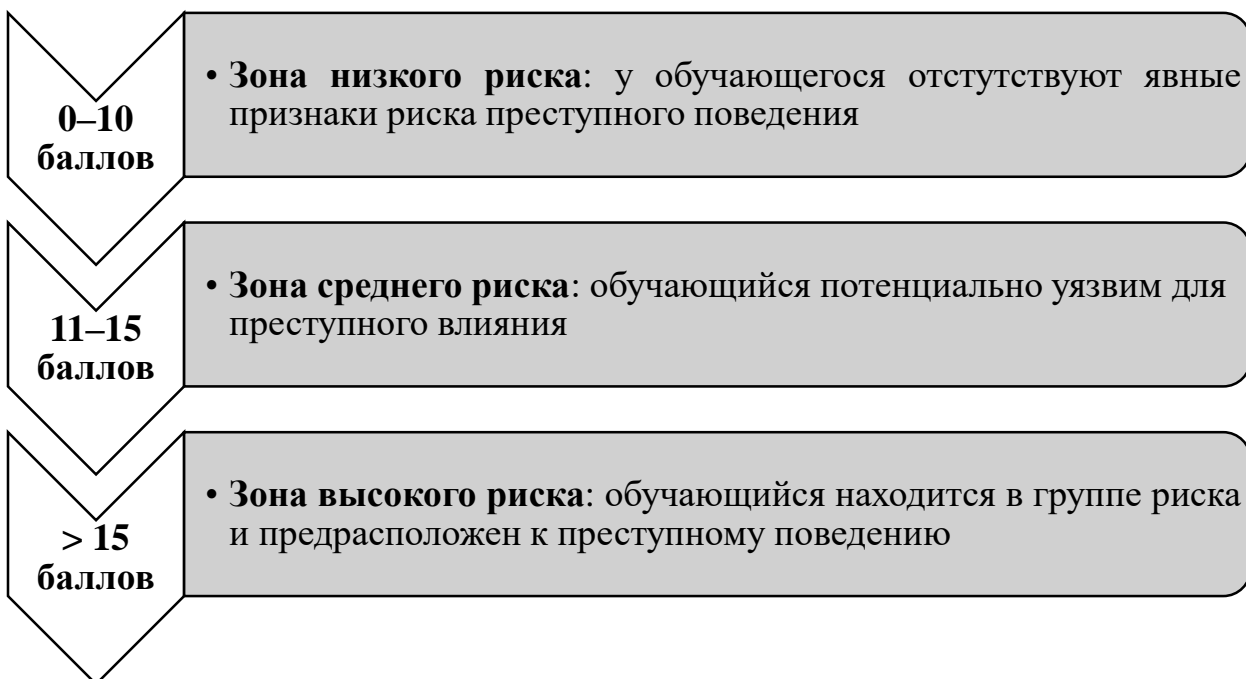 0–10
баллов
• Зона низкого риска: у обучающегося отстутствуют явные
признаки риска преступного поведения
11–15
баллов
• Зона среднего риска: обучающийся потенциально уязвим для
преступного влияния
> 15
баллов
• Зона высокого риска: обучающийся находится в группе риска
и предрасположен к преступному поведению